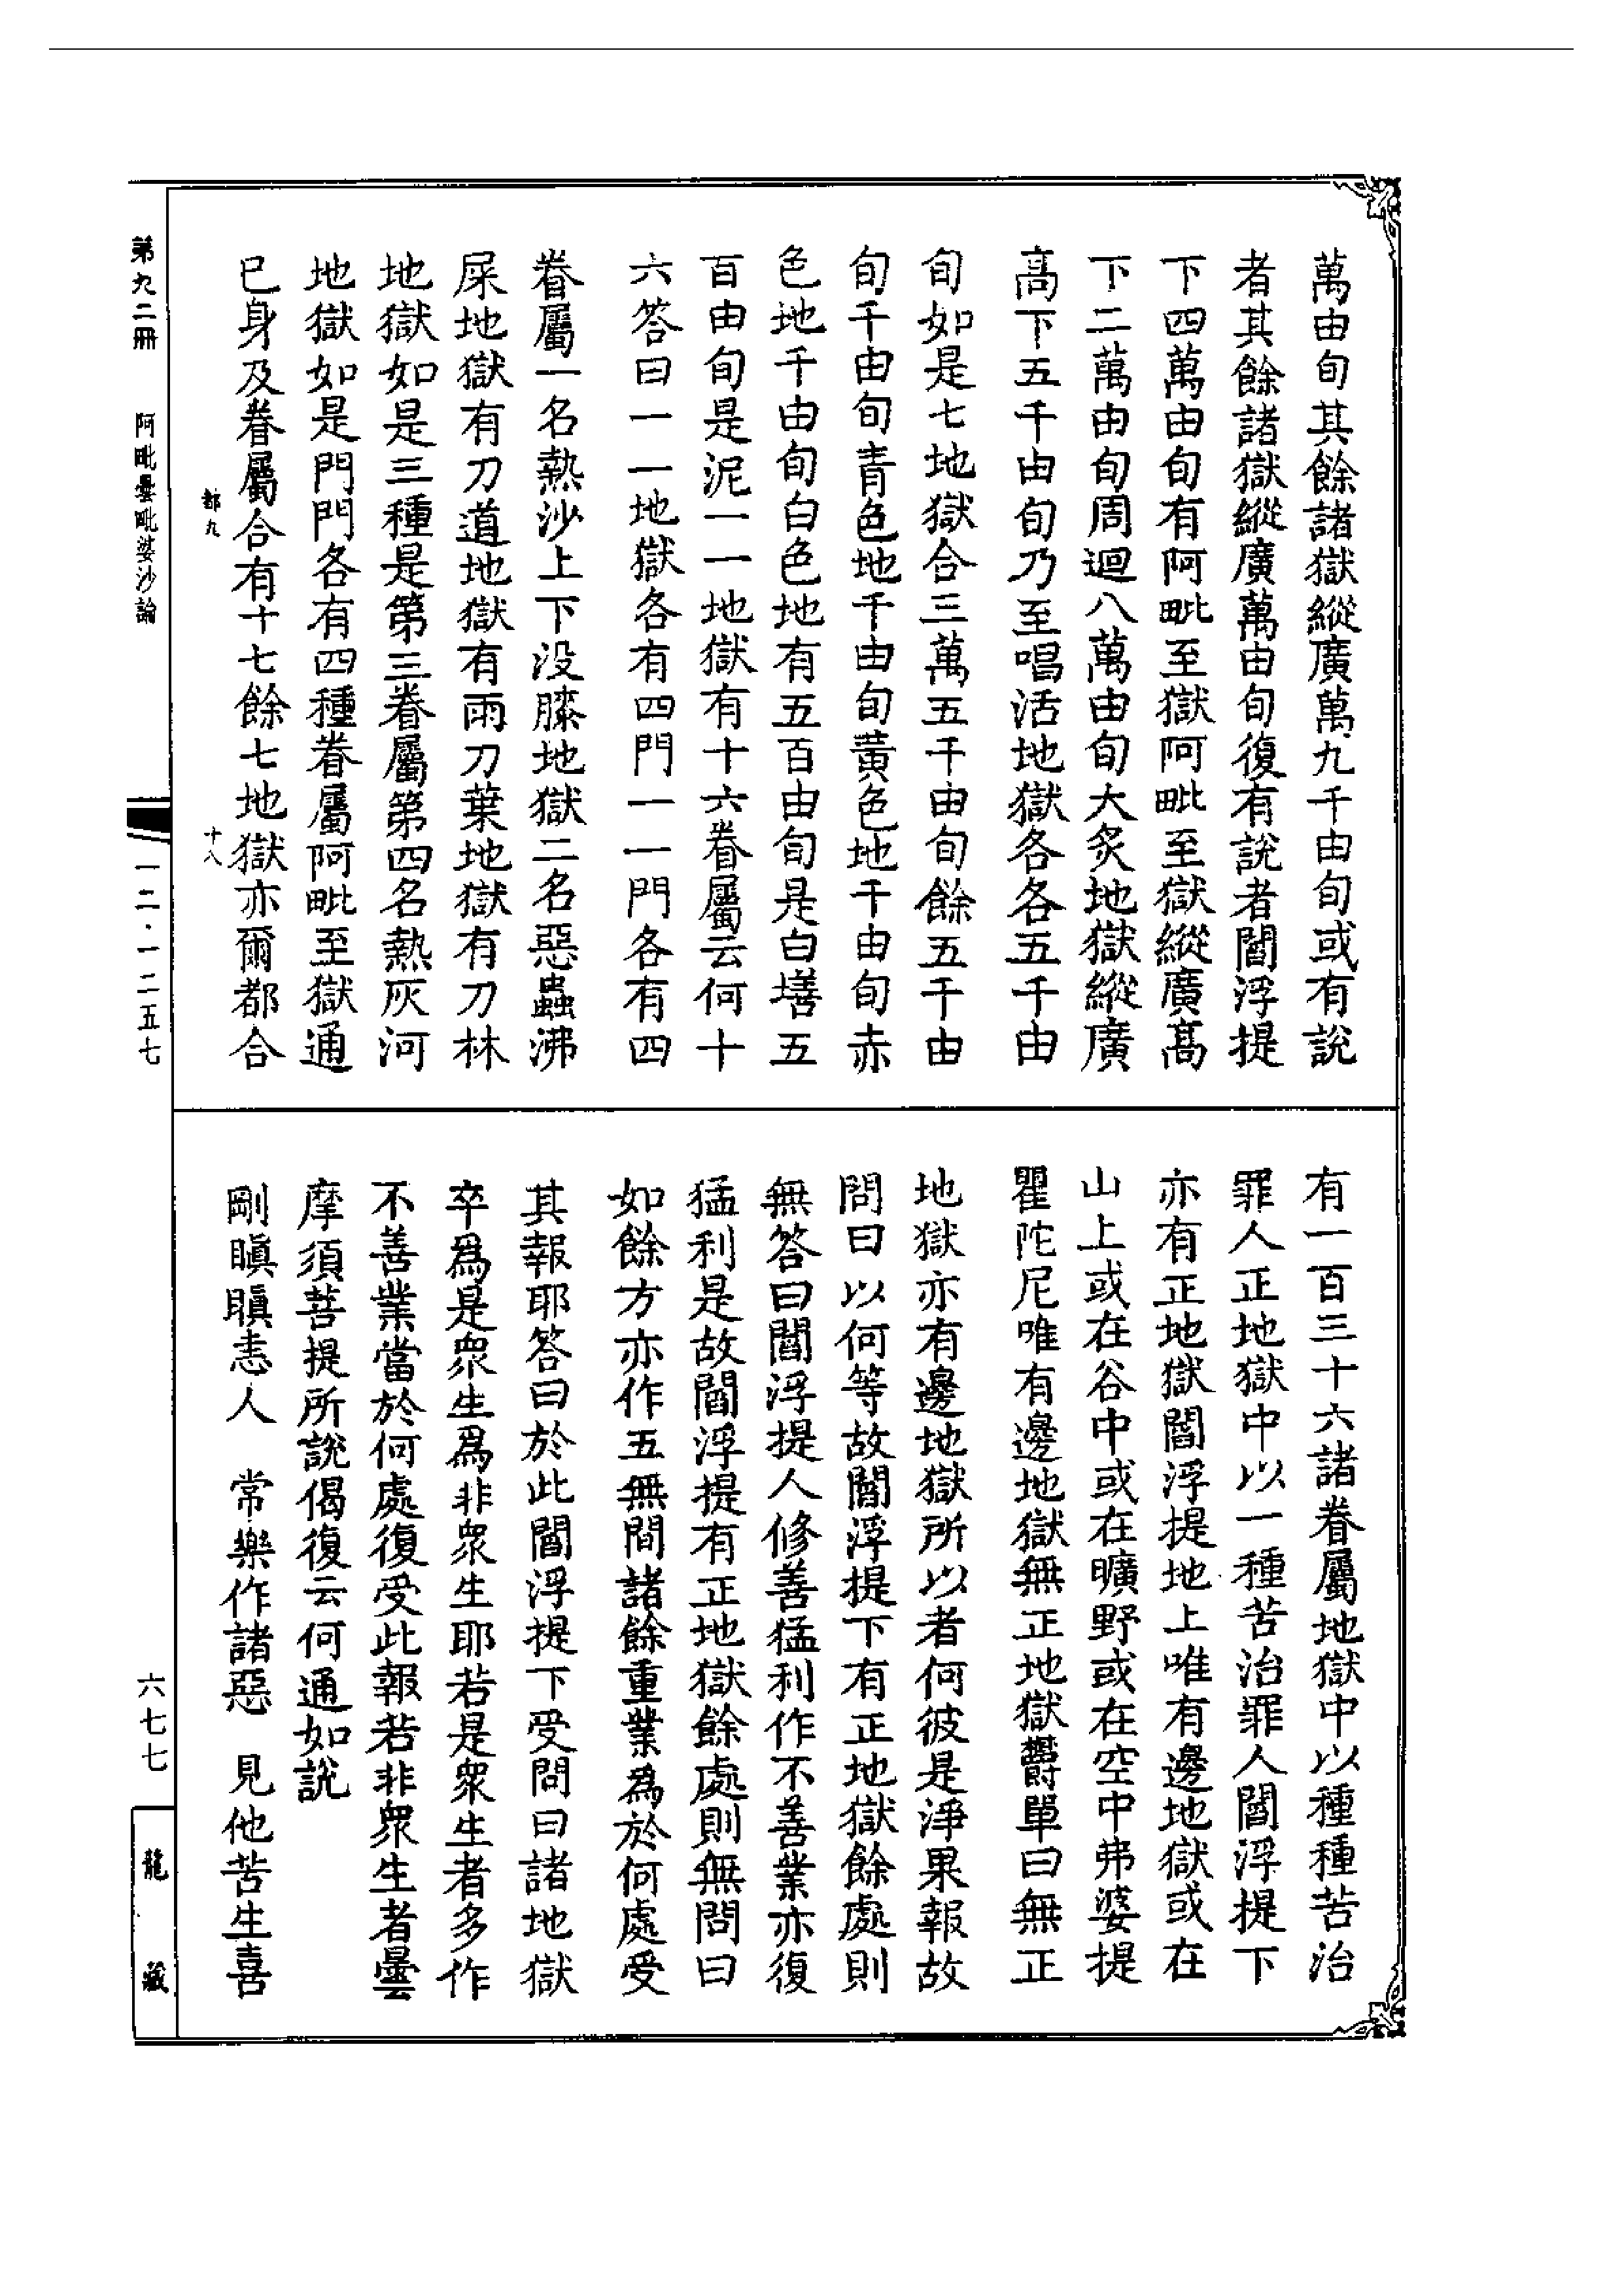 萬由旬其餘諸獄縱廣萬九千由旬或有說
者其餘諸獄縱廣萬由旬復有說者閻浮提
下四萬由旬有阿毗至獄阿毗至獄縱廣高
下二萬由旬周迴八萬由旬大炙地獄縱廣
高下五千由旬乃至唱活地獄各各五千由
旬如是七地獄合三萬五千由旬餘五千由
旬千由旬青色地千由旬黃色地千由旬赤
色地千由旬白色地有五百由旬是白墡五
百由旬是泥一一地獄有十六眷屬云何十
六答曰一一地獄各有四門一一門各有四
眷屬一名熱沙上下没膝地獄二名惡蟲沸
屎地獄有刀道地獄有雨刀葉地獄有刀林
地獄如是三種是第三眷屬第四名熱灰河
地獄如是門門各有四種眷屬阿毗至獄通
已身及眷屬合有十七餘七地獄亦爾都合
都九 十八
有一百三十六諸眷屬地獄中以種種苦治
罪人正地獄中以一種苦治罪人閻浮提下
亦有正地獄閻浮提地上唯有邊地獄或在
山上或在谷中或在曠野或在空中弗婆提
瞿陀尼唯有邊地獄無正地獄欝單曰無正
地獄亦有邊地獄所以者何彼是淨果報故
問曰以何等故閻浮提下有正地獄餘處則
無答曰閻浮提人修善猛利作不善業亦復
猛利是故閻浮提有正地獄餘處則無問曰
如餘方亦作五無間諸餘重業為於何處受
其報耶答曰於此閻浮提下受問曰諸地獄
卒為是眾生為非眾生耶若是眾生者多作
不善業當於何處復受此報若非眾生者曇
摩須菩提所說偈復云何通如說
剛瞋瞋恚人 常樂作諸惡 見他苦生喜
第九二冊 阿毗曇毗婆沙論 一二·一二五七 六七七 龍藏